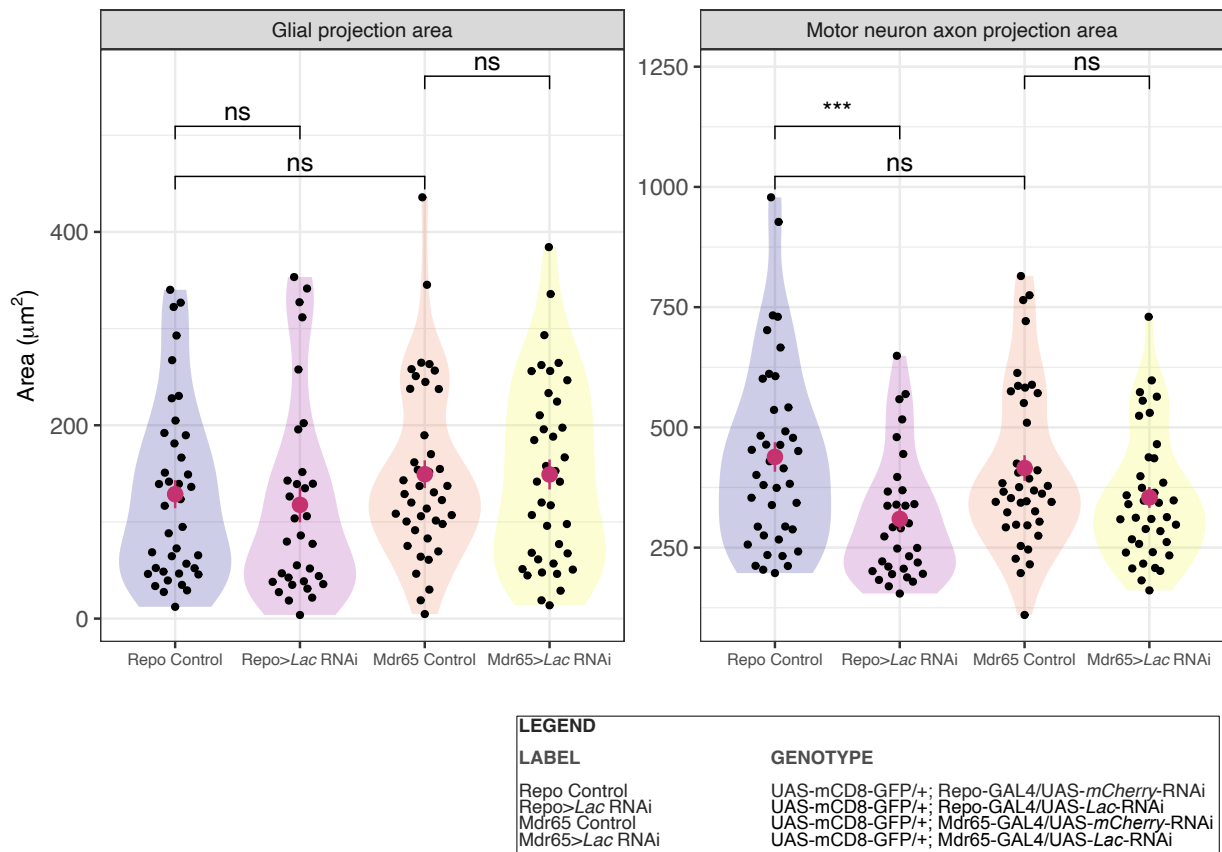 Glial projection area
Motor neuron axon projection area
ns
ns
ns
ns
***
ns
Area (μm²)
400
200
0
1250
1000
750
500
250
Repo Control
Repo>Lac RNAi
Mdr65 Control
Mdr65>Lac RNAi
Repo Control
Repo>Lac RNAi
Mdr65 Control
Mdr65>Lac RNAi
LEGEND
LABEL GENOTYPE
Repo Control UAS-mCD8-GFP/+; Repo-GAL4/UAS-mCherry-RNAi
Repo>Lac RNAi UAS-mCD8-GFP/+; Repo-GAL4/UAS-Lac-RNAi
Mdr65 Control UAS-mCD8-GFP/+; Mdr65-GAL4/UAS-mCherry-RNAi
Mdr65>Lac RNAi UAS-mCD8-GFP/+; Mdr65-GAL4/UAS-Lac-RNAi